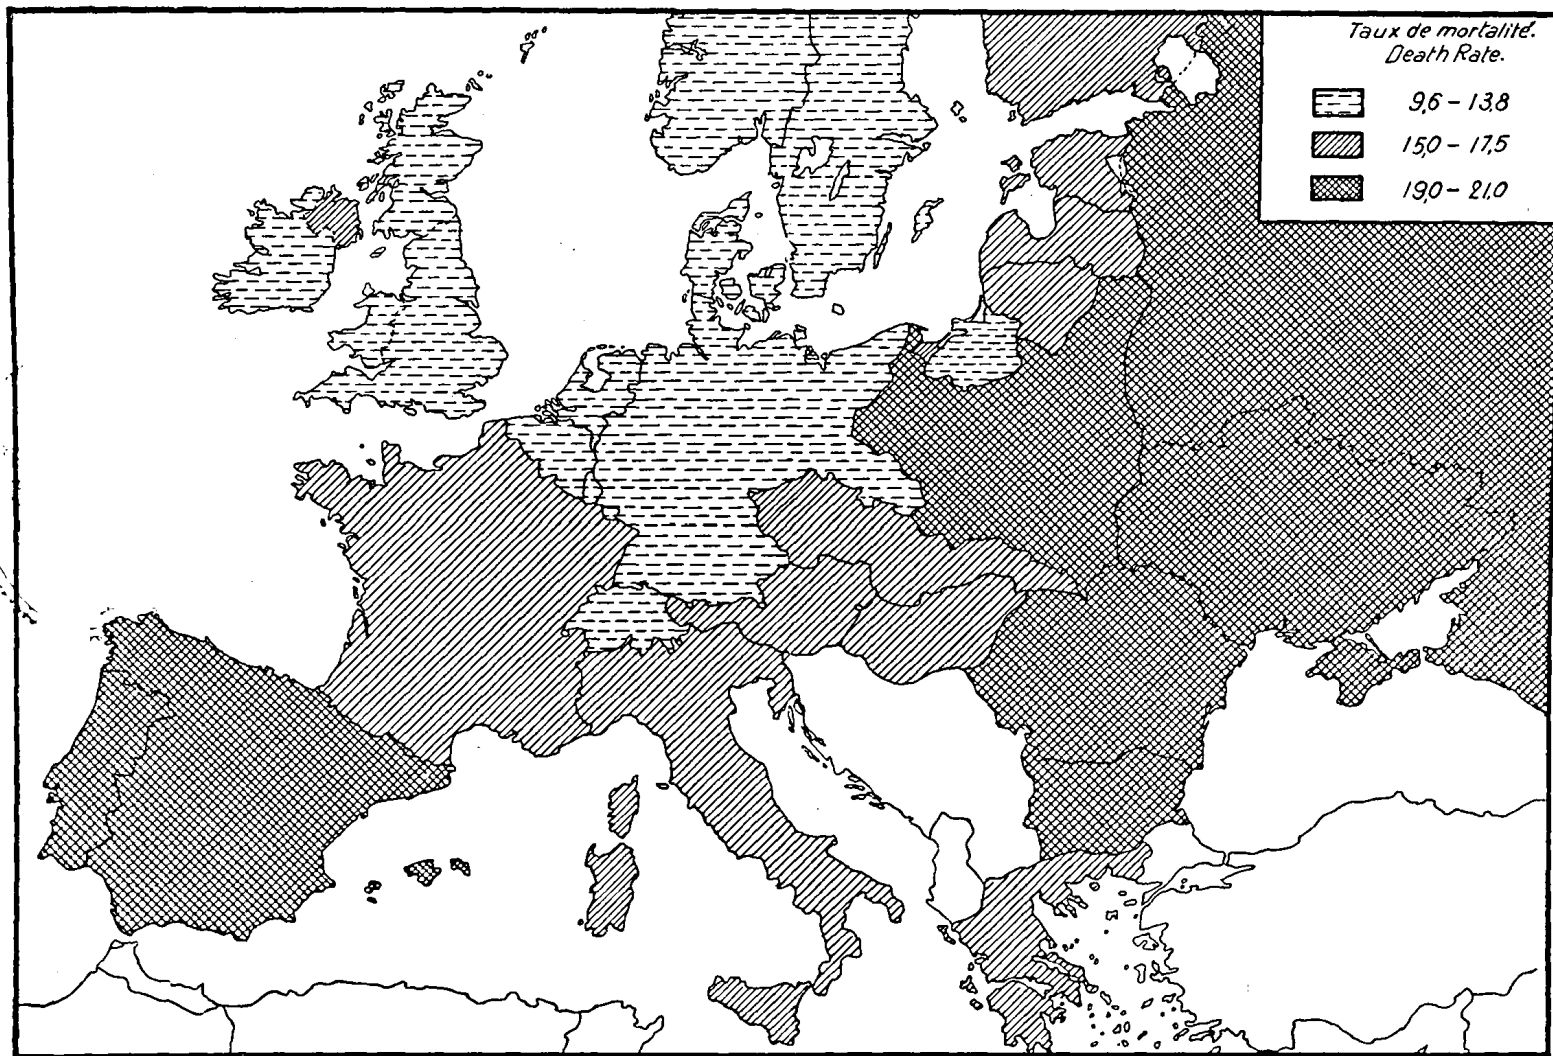 Taux de mortalité.
Death Rate.
9,6 – 13,8
15,0 – 17,5
19,0 – 21,0